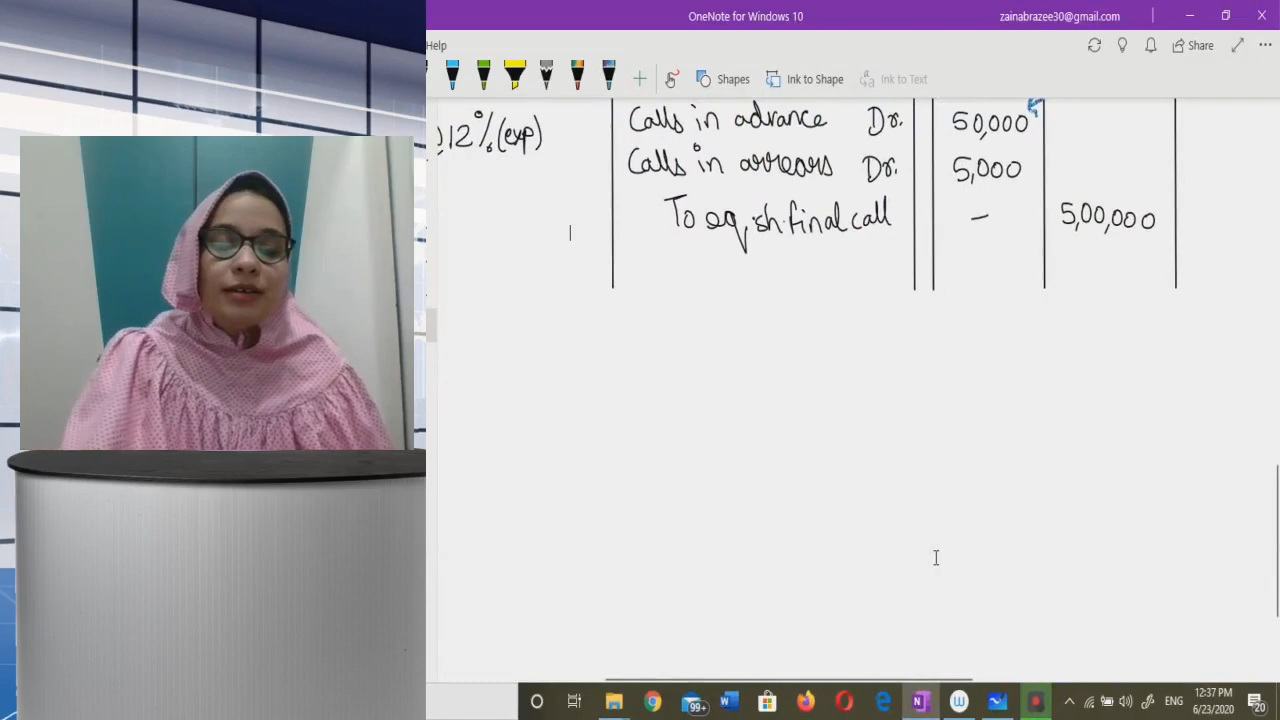 OneNote for Windows 10
zainabrazee30@gmail.com
Help
Share
Shapes
Ink to Shape
Ink to Text
12% (exp)
Calls in advance Dr. 50,000
Calls in arrears Dr. 5,000
To eq.sh.final call — 5,00,000
99+
ENG
12:37 PM
6/23/2020
20